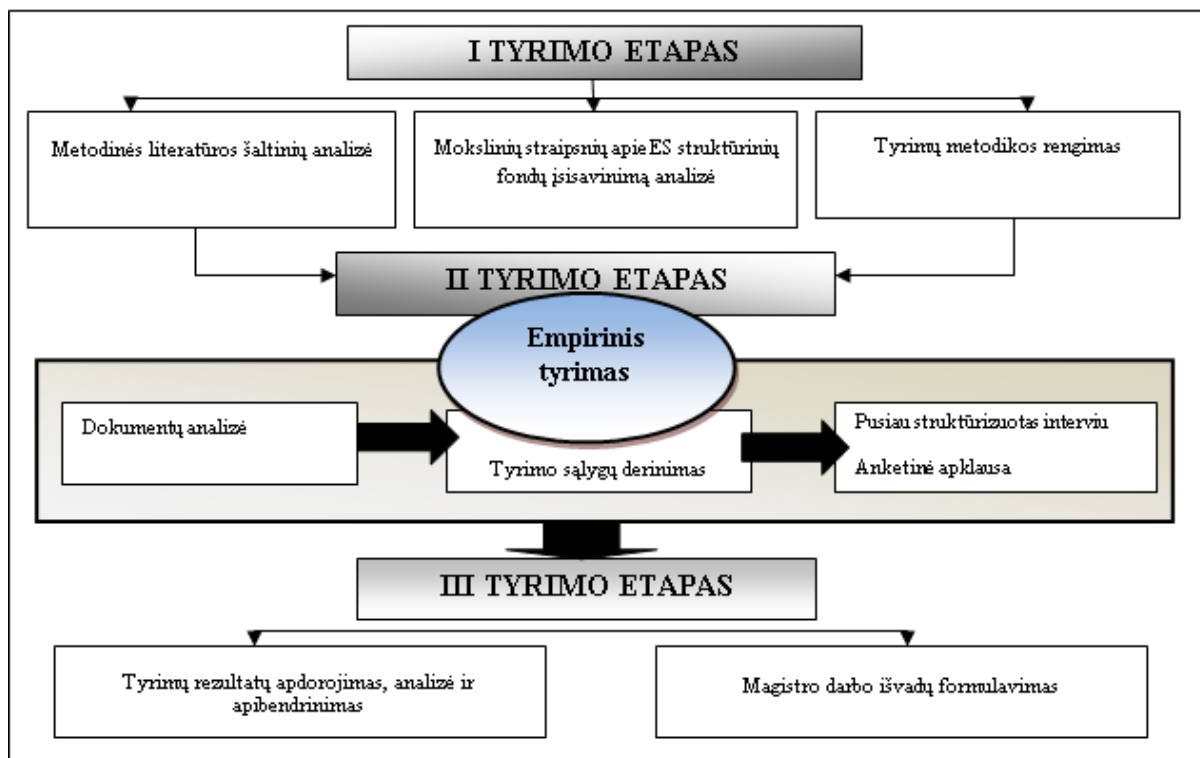 I TYRIMO ETAPAS
Metodinės literatūros šaltinių analizė
Mokslinių straipsnių apie ES struktūrinių
fondų įsisavinimą analizė
Tyrimų metodikos rengimas
II TYRIMO ETAPAS
Empirinis
tyrimas
Dokumentų analizė
Tyrimo sąlygų derinimas
Pusiau struktūrizuotas interviu
Anketinė apklausa
III TYRIMO ETAPAS
Tyrimų rezultatų apdorojimas, analizė ir
apibendrinimas
Magistro darbo išvadų formulavimas